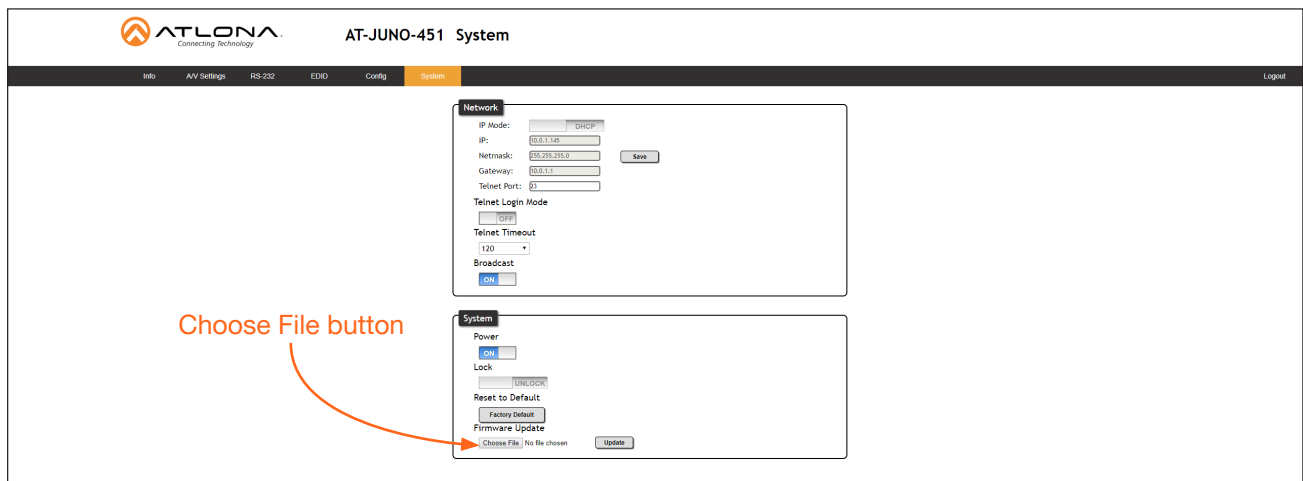 ATLONA.
Connecting Technology
AT-JUNO-451 System
Info A/V Settings RS-232 EDID Config System Logout
Network
IP Mode: DHCP
IP: 10.0.1.145
Netmask: 255.255.255.0 Save
Gateway: 10.0.1.1
Telnet Port: 23
Telnet Login Mode
OFF
Telnet Timeout
120
Broadcast
ON
Choose File button
System
Power
ON
Lock
UNLOCK
Reset to Default
Factory Default
Firmware Update
Choose File No file chosen Update